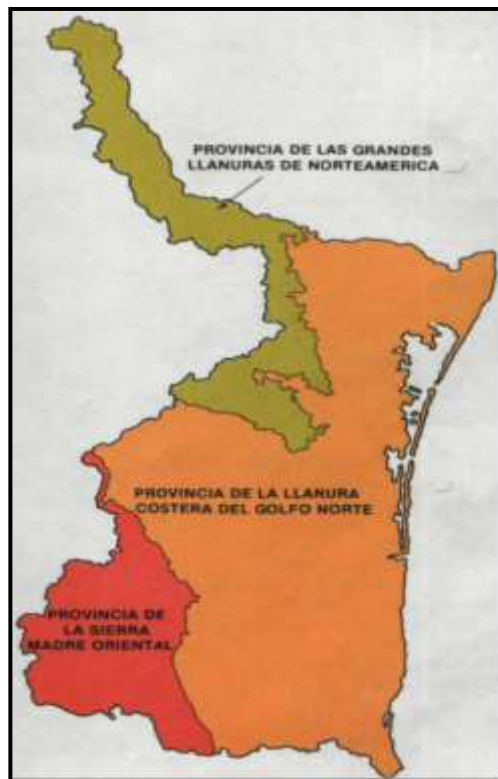 PROVINCIA DE LAS GRANDES
LLANURAS DE NORTEAMERICA
PROVINCIA DE LA LLANURA
COSTERA DEL GOLFO NORTE
PROVINCIA DE
LA SIERRA
MADRE ORIENTAL